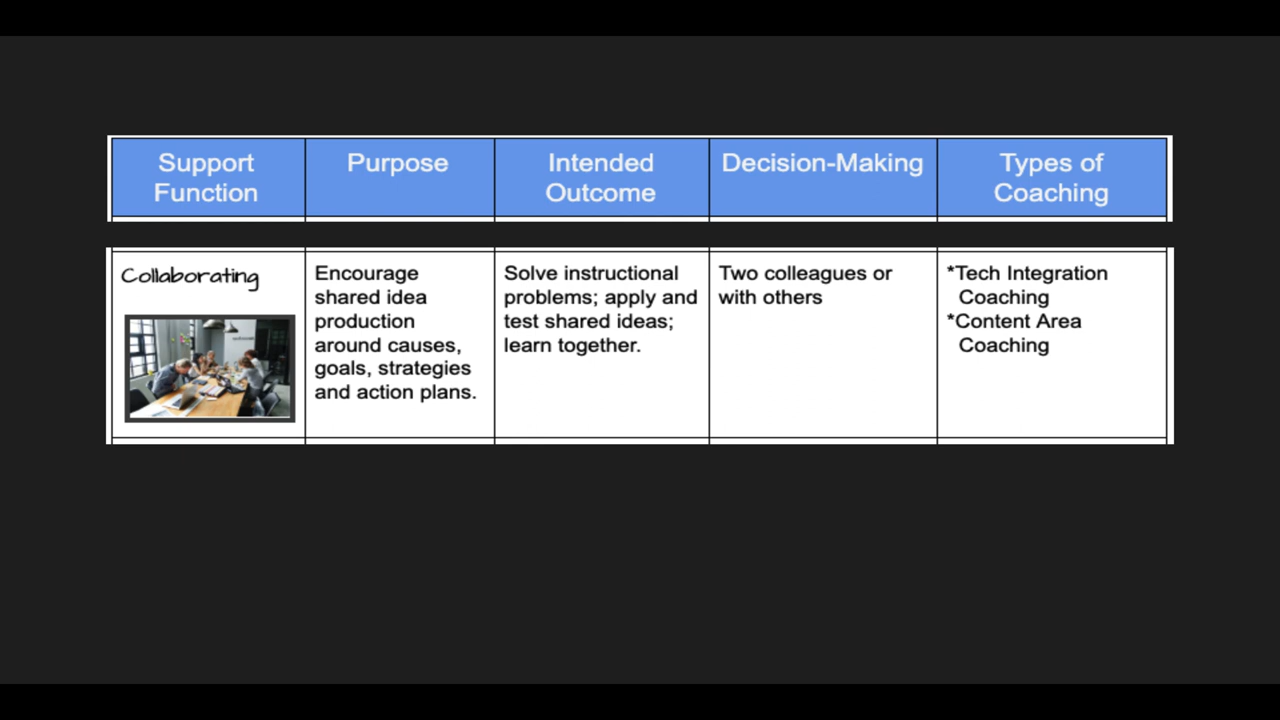 Support
Function
Purpose
Intended
Outcome
Decision-Making
Types of
Coaching
Collaborating
Encourage
shared idea
production
around causes,
goals, strategies
and action plans.
Solve instructional
problems; apply and
test shared ideas;
learn together.
Two colleagues or
with others
*Tech Integration
Coaching
*Content Area
Coaching